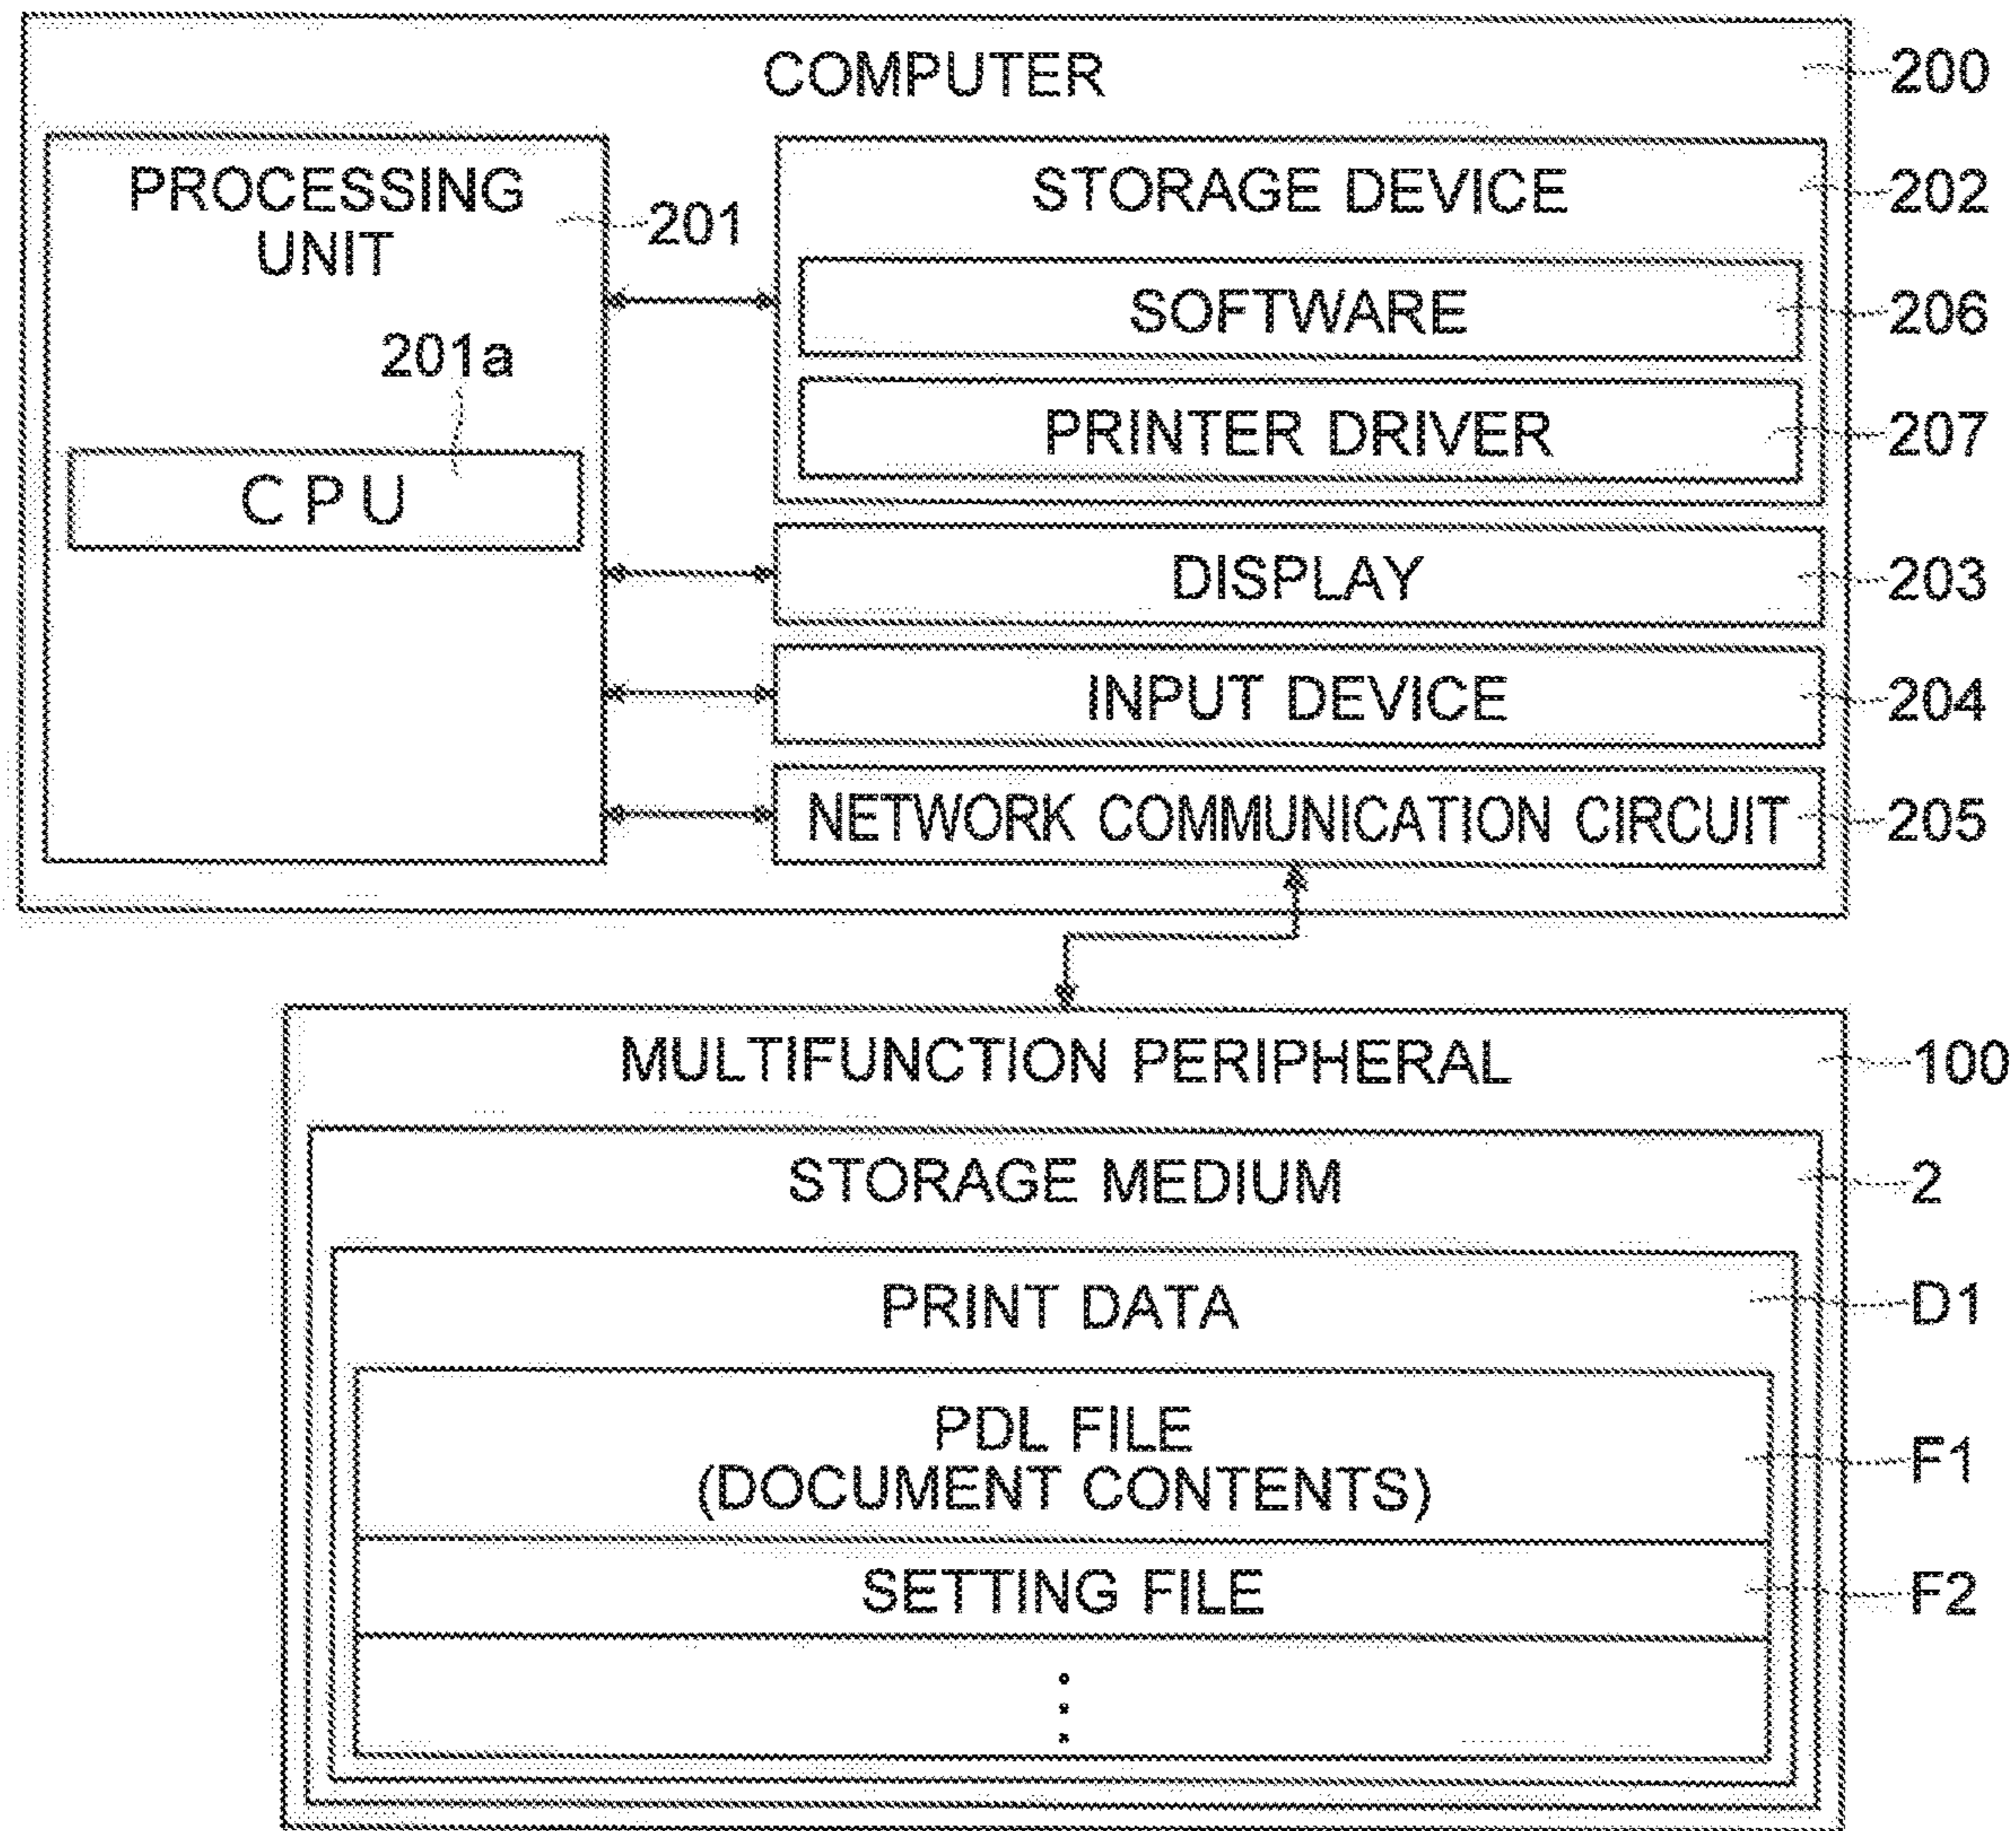 COMPUTER
200
PROCESSING
UNIT
201
201a
CPU
STORAGE DEVICE
202
SOFTWARE
206
PRINTER DRIVER
207
DISPLAY
203
INPUT DEVICE
204
NETWORK COMMUNICATION CIRCUIT
205
MULTIFUNCTION PERIPHERAL
100
STORAGE MEDIUM
2
PRINT DATA
D1
PDL FILE
(DOCUMENT CONTENTS)
F1
SETTING FILE
F2